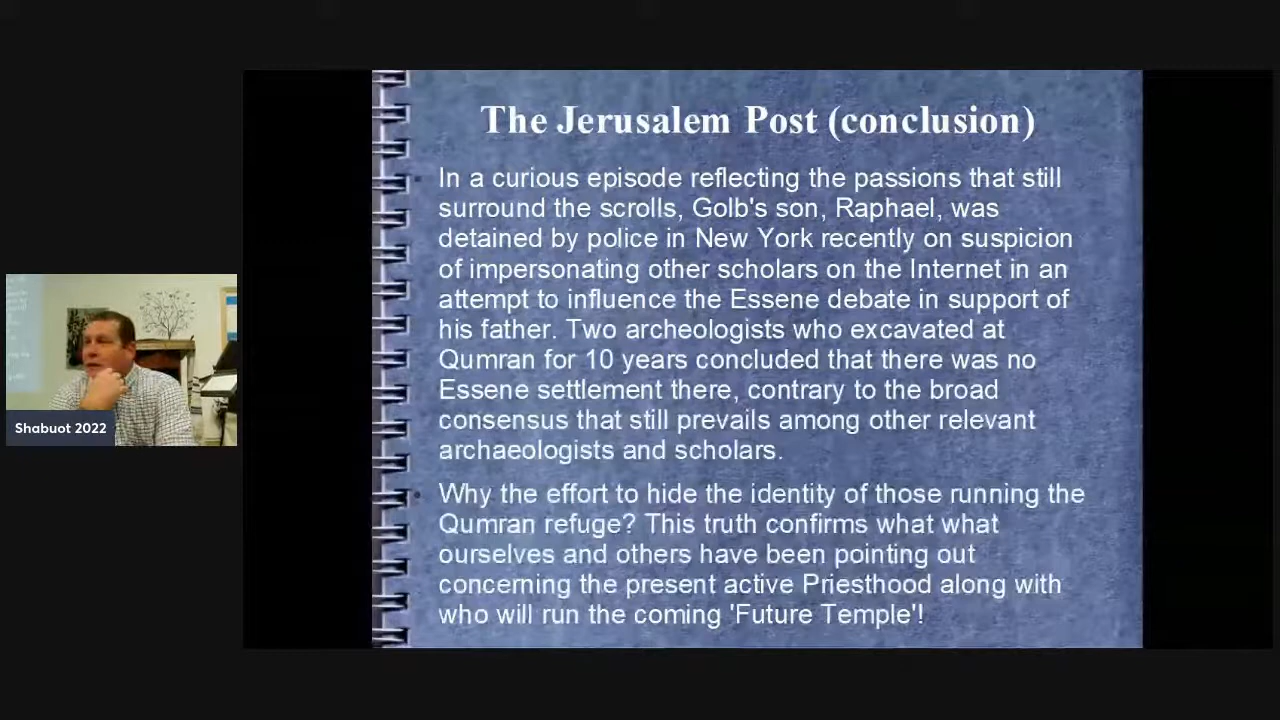 The Jerusalem Post (conclusion)
In a curious episode reflecting the passions that still
surround the scrolls, Golb's son, Raphael, was
detained by police in New York recently on suspicion
of impersonating other scholars on the Internet in an
attempt to influence the Essene debate in support of
his father. Two archeologists who excavated at
Qumran for 10 years concluded that there was no
Essene settlement there, contrary to the broad
consensus that still prevails among other relevant
archaeologists and scholars.
Why the effort to hide the identity of those running the
Qumran refuge? This truth confirms what what
ourselves and others have been pointing out
concerning the present active Priesthood along with
who will run the coming 'Future Temple'!
Shabuot 2022